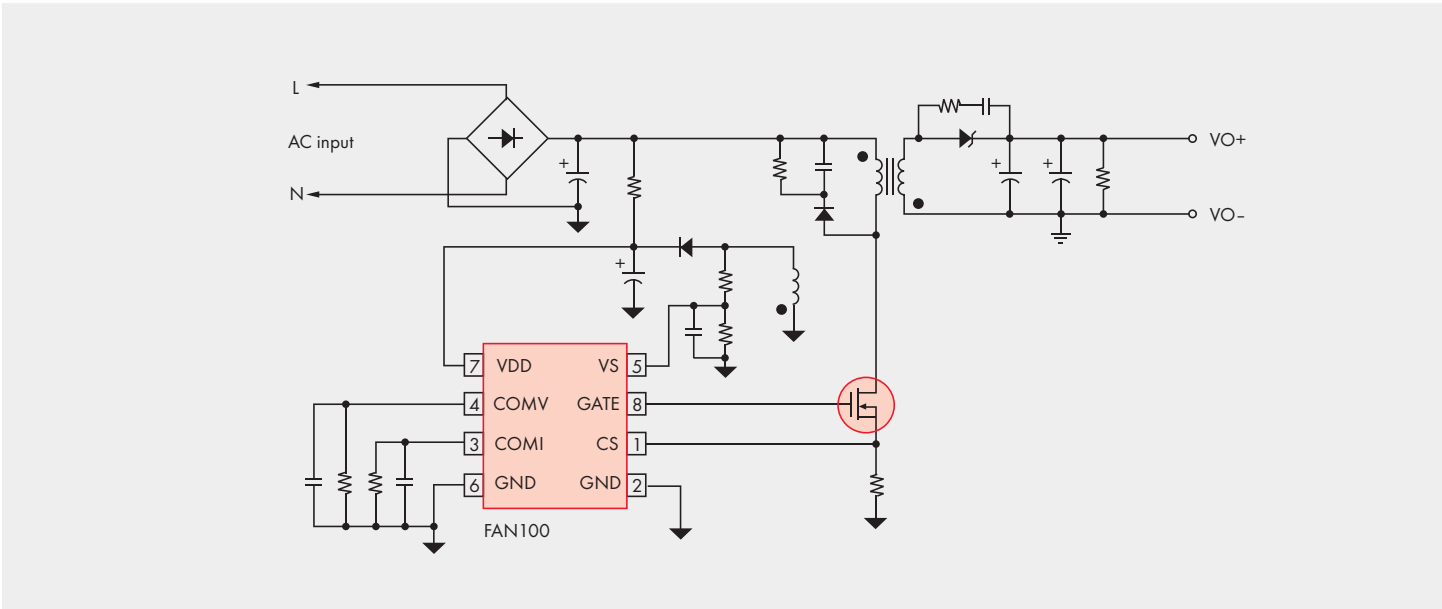 L
AC input
N
+
+
+
+
VO+
VO–
7 VDD
VS 5
4 COMV
GATE 8
3 COMI
CS 1
6 GND
GND 2
FAN100